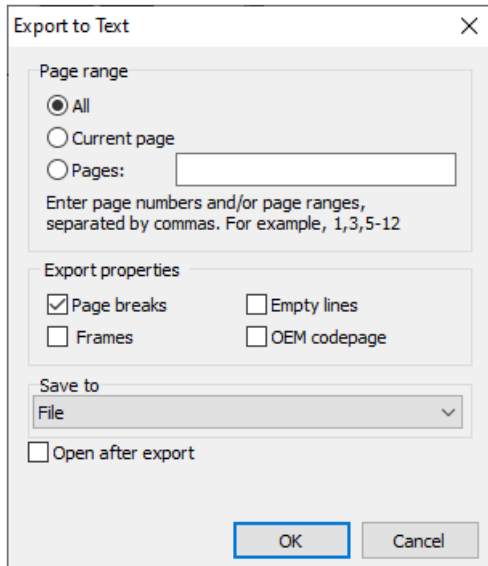 Export to Text
Page range
All
Current page
Pages:
Enter page numbers and/or page ranges,
separated by commas. For example, 1,3,5-12
Export properties
Page breaks
Empty lines
Frames
OEM codepage
Save to
File
Open after export
OK
Cancel